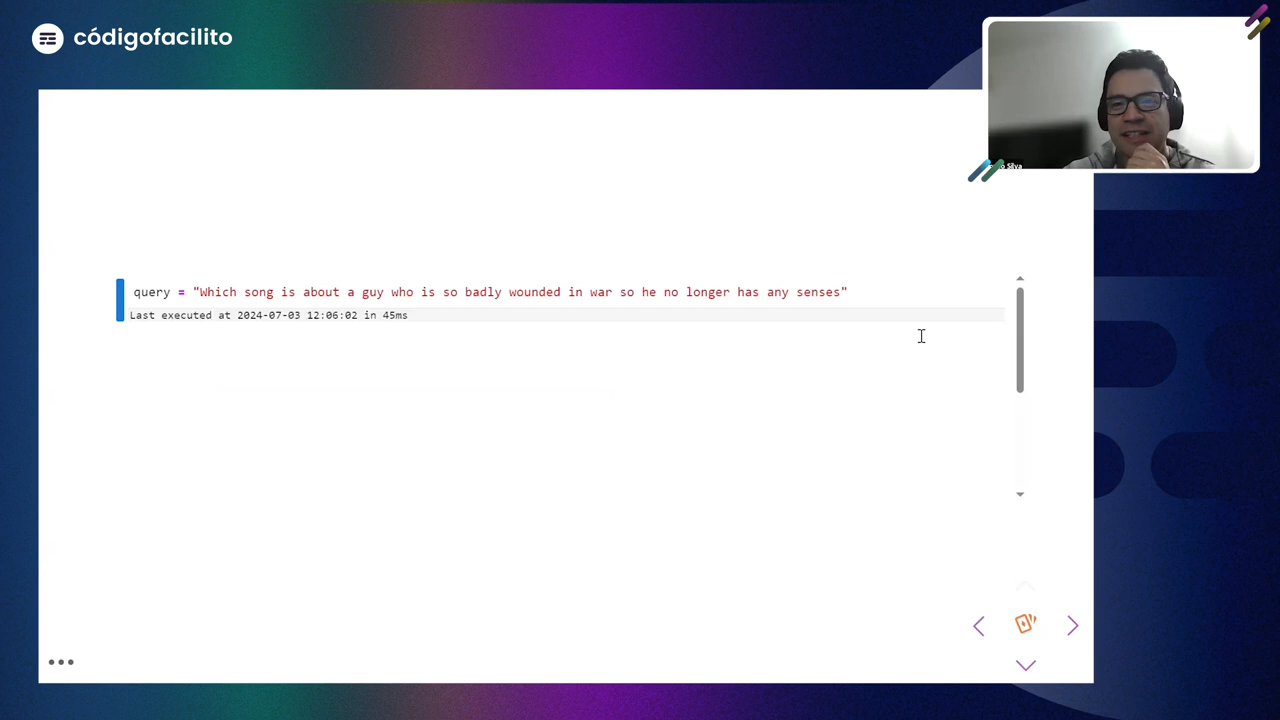 códigofacilito
Silva
query = "Which song is about a guy who is so badly wounded in war so he no longer has any senses"
Last executed at 2024-07-03 12:06:02 in 45ms